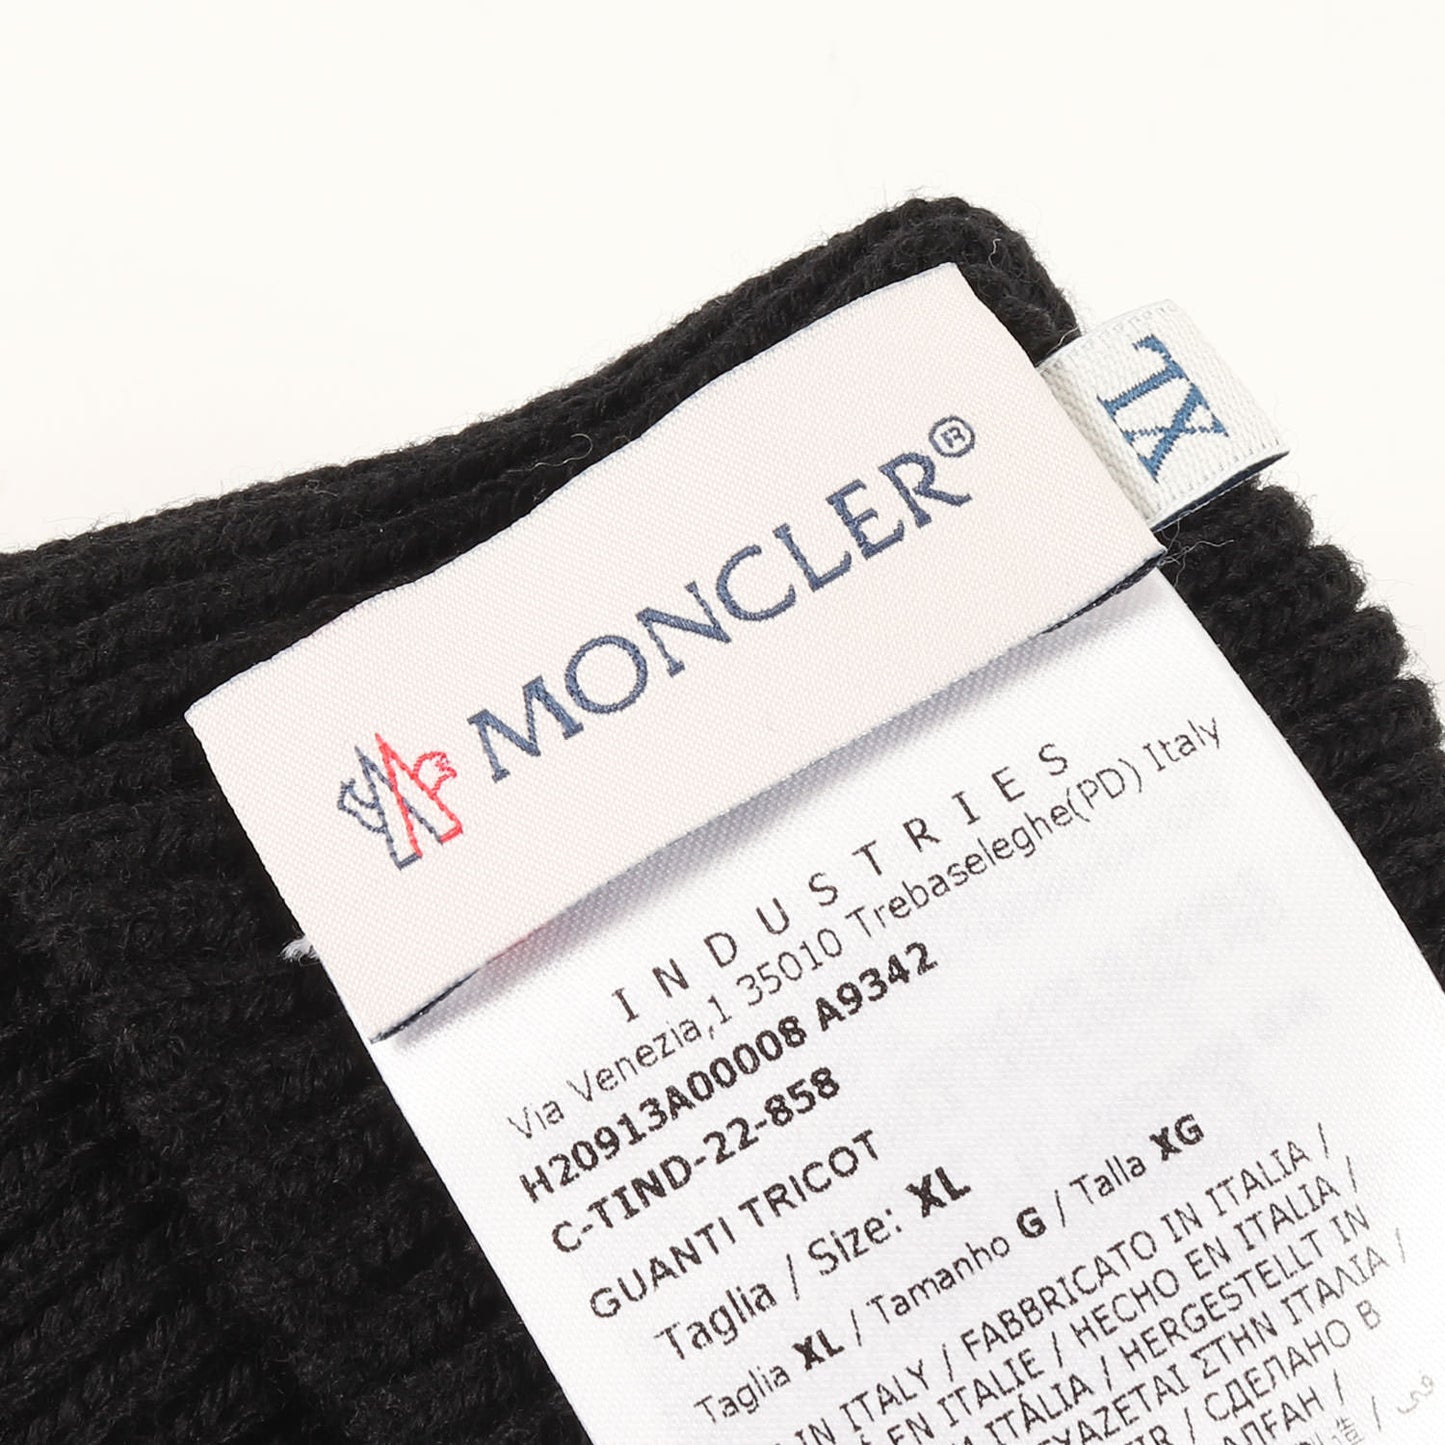 MONCLER®
XL
INDUSTRIES
Via Venezia,1 35010 Trebaseleghe(PD) Italy
H20913A00008 A9342
C-TIND-22-858
GUANTI TRICOT
Taglia / Size: XL
Taglia XL / Tamanho G / Talla XG
IN ITALY / FABBRICATO IN ITALIA /
EN ITALIE / HECHO EN ITALIA /
ITÁLIA / HERGESTELLT IN
ΣΤΗΝ ΙΤΑΛΙΑ /
/ СДЕЛАНО В